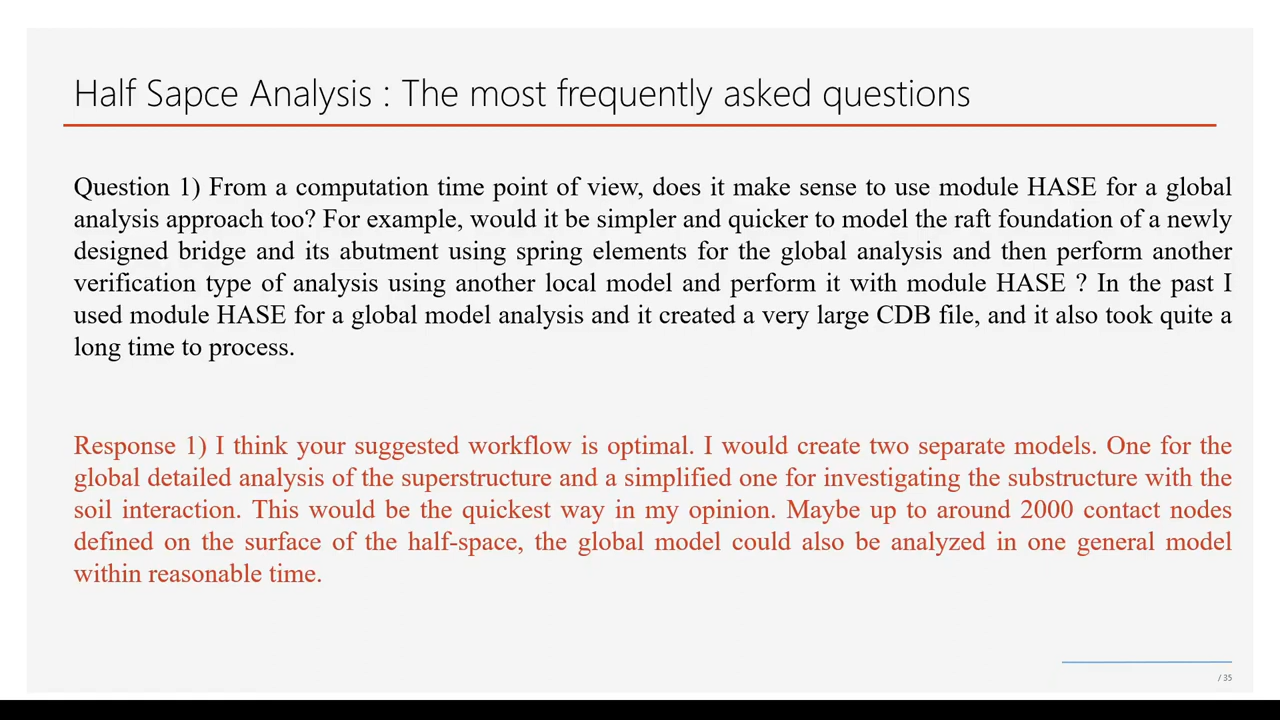 Half Sapce Analysis : The most frequently asked questions
Question 1) From a computation time point of view, does it make sense to use module HASE for a global
analysis approach too? For example, would it be simpler and quicker to model the raft foundation of a newly
designed bridge and its abutment using spring elements for the global analysis and then perform another
verification type of analysis using another local model and perform it with module HASE ? In the past I
used module HASE for a global model analysis and it created a very large CDB file, and it also took quite a
long time to process.
Response 1) I think your suggested workflow is optimal. I would create two separate models. One for the
global detailed analysis of the superstructure and a simplified one for investigating the substructure with the
soil interaction. This would be the quickest way in my opinion. Maybe up to around 2000 contact nodes
defined on the surface of the half-space, the global model could also be analyzed in one general model
within reasonable time.
/ 35